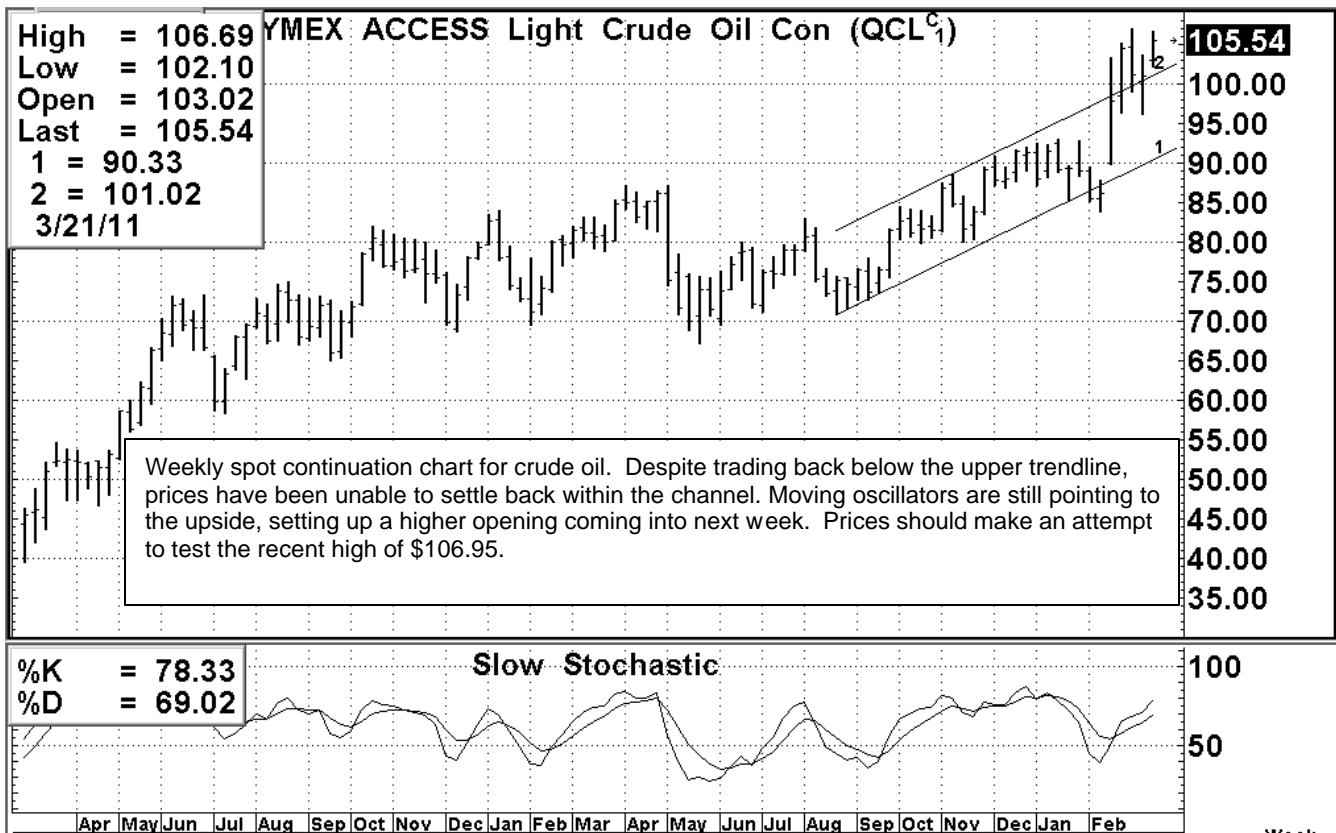 High = 106.69
Low = 102.10
Open = 103.02
Last = 105.54
1 = 90.33
2 = 101.02
3/21/11
YMEX ACCESS Light Crude Oil Con (QCL C 1)
105.54
100.00
95.00
90.00
85.00
80.00
75.00
70.00
65.00
60.00
55.00
50.00
45.00
40.00
35.00
2
1
Weekly spot continuation chart for crude oil. Despite trading back below the upper trendline,
prices have been unable to settle back within the channel. Moving oscillators are still pointing to
the upside, setting up a higher opening coming into next week. Prices should make an attempt
to test the recent high of $106.95.
%K = 78.33
%D = 69.02
Slow Stochastic
100
50
Apr May Jun Jul Aug Sep Oct Nov Dec Jan Feb Mar Apr May Jun Jul Aug Sep Oct Nov Dec Jan Feb